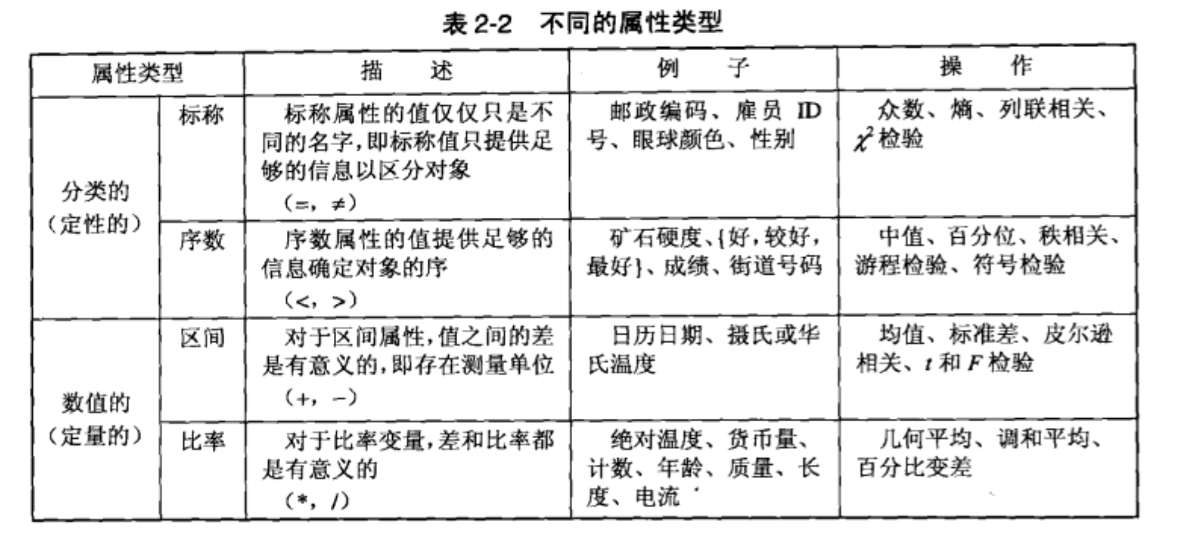 表2-2 不同的属性类型
属性类型 描 述 例 子 操 作
分类的
（定性的）
标称
标称属性的值仅仅只是不
同的名字，即标称值只提供足
够的信息以区分对象
（=，≠）
邮政编码、雇员 ID
号、眼球颜色、性别
众数、熵、列联相关、
χ²检验
序数
序数属性的值提供足够的
信息确定对象的序
（<，>）
矿石硬度、{好，较好，
最好}、成绩、街道号码
中值、百分位、秩相关、
游程检验、符号检验
数值的
（定量的）
区间
对于区间属性，值之间的差
是有意义的，即存在测量单位
（+，-）
日历日期、摄氏或华
氏温度
均值、标准差、皮尔逊
相关、t 和 F 检验
比率
对于比率变量，差和比率都
是有意义的
（*，/）
绝对温度、货币量、
计数、年龄、质量、长
度、电流
几何平均、调和平均、
百分比变差